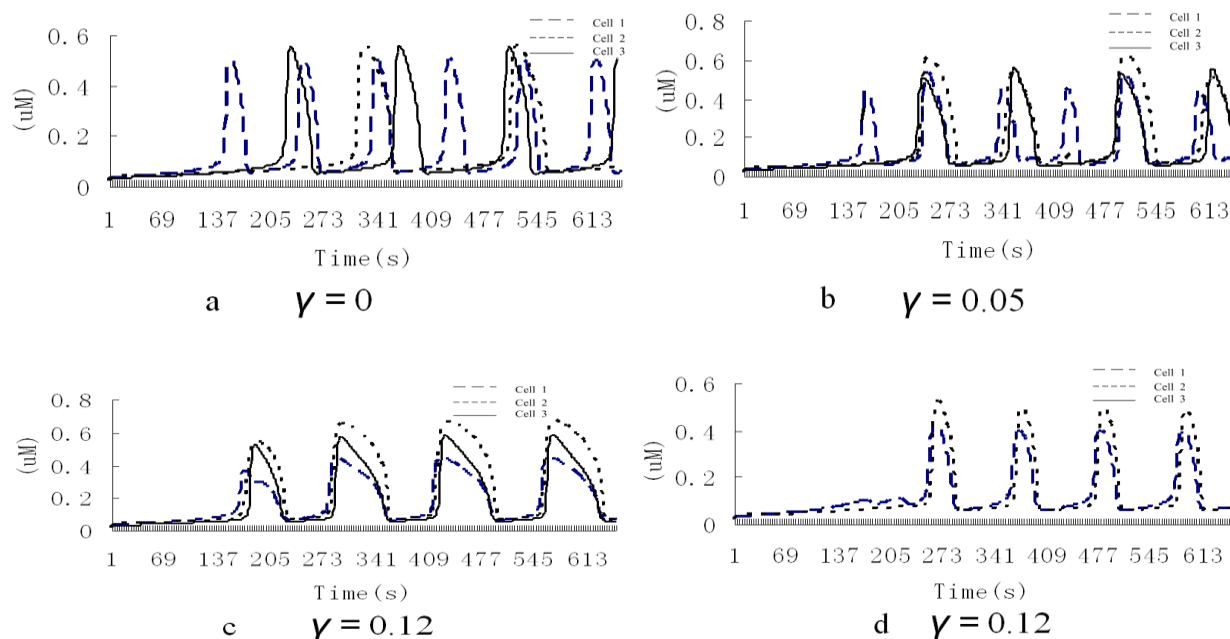 Cell 1
Cell 2
Cell 3
0.6
0.4
0.2
0
(uM)
1 69 137 205 273 341 409 477 545 613
Time(s)
a γ = 0
Cell 1
Cell 2
Cell 3
0.8
0.6
0.4
0.2
0
(uM)
1 69 137 205 273 341 409 477 545 613
Time(s)
b γ = 0.05
Cell 1
Cell 2
Cell 3
0.8
0.6
0.4
0.2
0
(uM)
1 69 137 205 273 341 409 477 545 613
Time(s)
c γ = 0.12
Cell 1
Cell 2
Cell 3
0.6
0.4
0.2
0
(uM)
1 69 137 205 273 341 409 477 545 613
Time(s)
d γ = 0.12